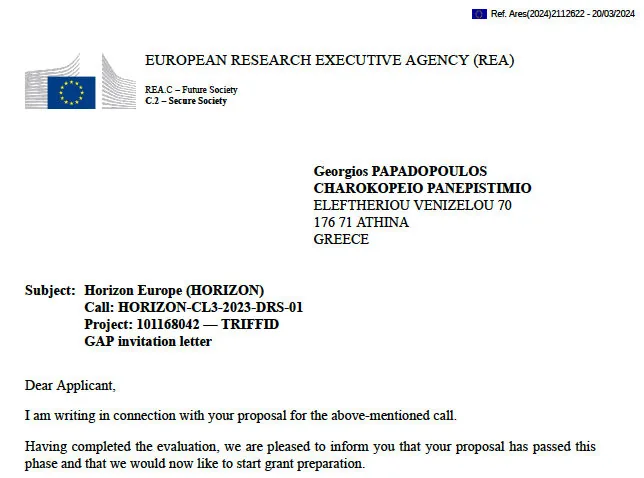 Ref. Ares(2024)2112622 - 20/03/2024
EUROPEAN RESEARCH EXECUTIVE AGENCY (REA)
REA.C – Future Society
C.2 – Secure Society
Georgios PAPADOPOULOS
CHAROKOPEIO PANEPISTIMIO
ELEFTHERIOU VENIZELOU 70
176 71 ATHINA
GREECE
Subject: Horizon Europe (HORIZON)
Call: HORIZON-CL3-2023-DRS-01
Project: 101168042 — TRIFFID
GAP invitation letter
Dear Applicant,
I am writing in connection with your proposal for the above-mentioned call.
Having completed the evaluation, we are pleased to inform you that your proposal has passed this
phase and that we would now like to start grant preparation.